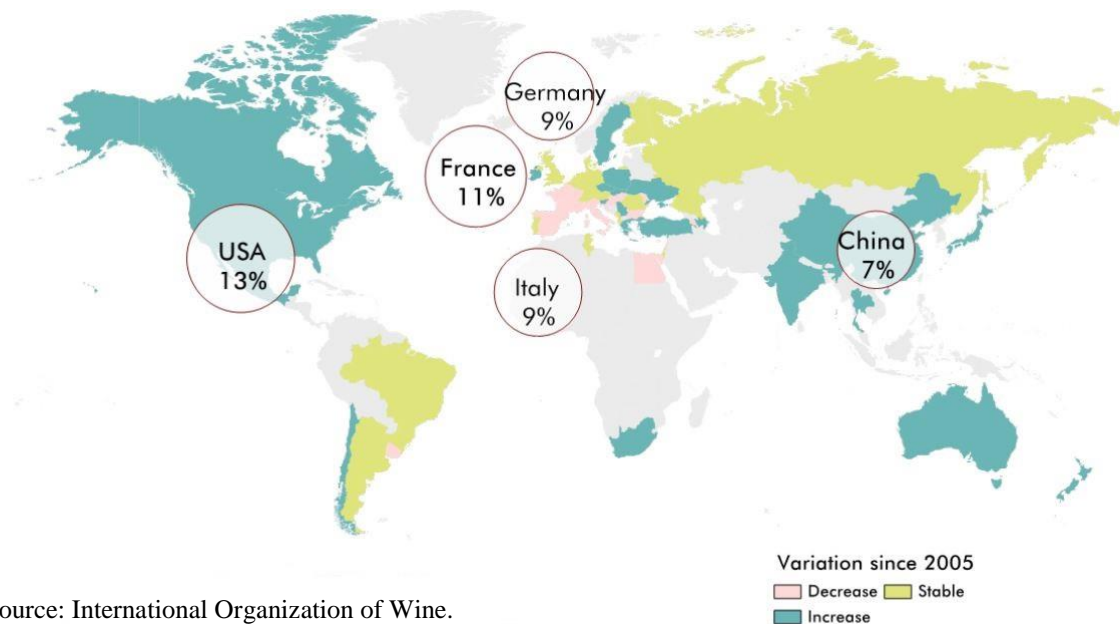 Germany
9%
France
11%
USA
13%
China
7%
Italy
9%
Variation since 2005
Decrease
Stable
Increase
ource: International Organization of Wine.